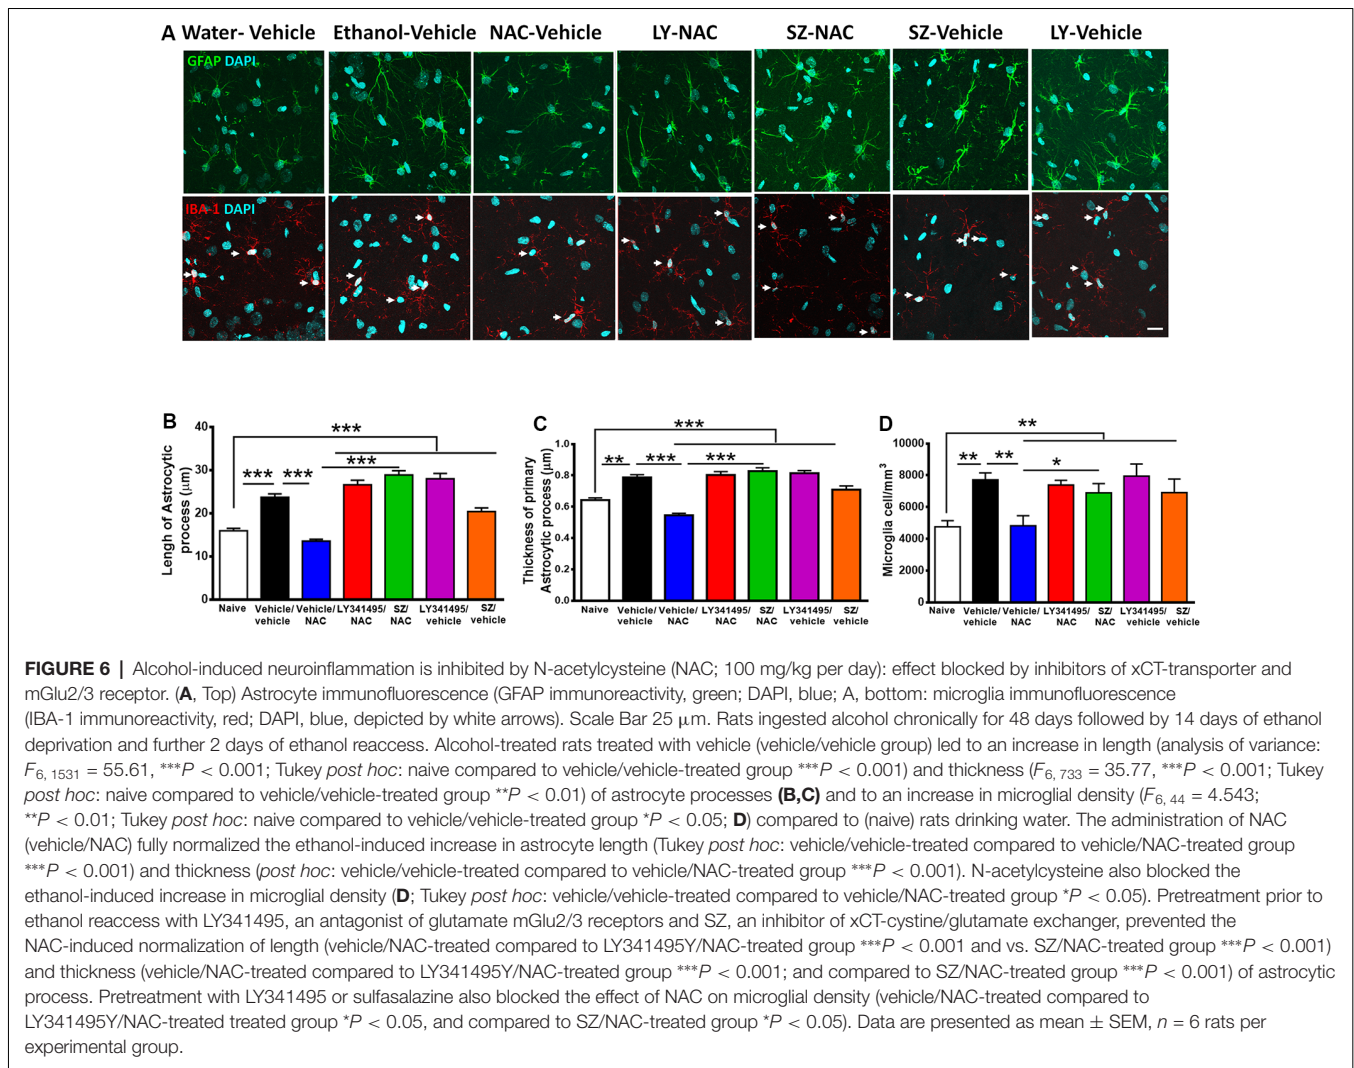 A Water- Vehicle Ethanol-Vehicle NAC-Vehicle LY-NAC SZ-NAC SZ-Vehicle LY-Vehicle
GFAP DAPI
IBA-1 DAPI
B
Lengh of Astrocytic
process (μm)
40
30
20
10
0
***
*** ***
***
Naive Vehicle/ Vehicle/ LY341495/ SZ/ LY341495/ SZ/
vehicle NAC NAC NAC vehicle vehicle
C
Thickness of primary
Astrocytic process (μm)
1.0
0.8
0.6
0.4
0.2
0.0
***
** *** ***
Naive Vehicle/ Vehicle/ LY341495/ SZ/ LY341495/ SZ/
vehicle NAC NAC NAC vehicle vehicle
D
Microglia cell/mm³
10000
8000
6000
4000
2000
0
**
** **
*
Naive Vehicle/ Vehicle/ LY341495/ SZ/ LY341495/ SZ/
vehicle NAC NAC NAC vehicle vehicle
FIGURE 6 | Alcohol-induced neuroinflammation is inhibited by N-acetylcysteine (NAC; 100 mg/kg per day): effect blocked by inhibitors of xCT-transporter and
mGlu2/3 receptor. (A, Top) Astrocyte immunofluorescence (GFAP immunoreactivity, green; DAPI, blue; A, bottom: microglia immunofluorescence
(IBA-1 immunoreactivity, red; DAPI, blue, depicted by white arrows). Scale Bar 25 μm. Rats ingested alcohol chronically for 48 days followed by 14 days of ethanol
deprivation and further 2 days of ethanol reaccess. Alcohol-treated rats treated with vehicle (vehicle/vehicle group) led to an increase in length (analysis of variance:
F6, 1531 = 55.61, ***P < 0.001; Tukey post hoc: naive compared to vehicle/vehicle-treated group ***P < 0.001) and thickness (F6, 733 = 35.77, ***P < 0.001; Tukey
post hoc: naive compared to vehicle/vehicle-treated group **P < 0.01) of astrocyte processes (B,C) and to an increase in microglial density (F6, 44 = 4.543;
**P < 0.01; Tukey post hoc: naive compared to vehicle/vehicle-treated group *P < 0.05; D) compared to (naive) rats drinking water. The administration of NAC
(vehicle/NAC) fully normalized the ethanol-induced increase in astrocyte length (Tukey post hoc: vehicle/vehicle-treated compared to vehicle/NAC-treated group
***P < 0.001) and thickness (post hoc: vehicle/vehicle-treated compared to vehicle/NAC-treated group ***P < 0.001). N-acetylcysteine also blocked the
ethanol-induced increase in microglial density (D; Tukey post hoc: vehicle/vehicle-treated compared to vehicle/NAC-treated group *P < 0.05). Pretreatment prior to
ethanol reaccess with LY341495, an antagonist of glutamate mGlu2/3 receptors and SZ, an inhibitor of xCT-cystine/glutamate exchanger, prevented the
NAC-induced normalization of length (vehicle/NAC-treated compared to LY341495Y/NAC-treated group ***P < 0.001 and vs. SZ/NAC-treated group ***P < 0.001)
and thickness (vehicle/NAC-treated compared to LY341495Y/NAC-treated group ***P < 0.001; and compared to SZ/NAC-treated group ***P < 0.001) of astrocytic
process. Pretreatment with LY341495 or sulfasalazine also blocked the effect of NAC on microglial density (vehicle/NAC-treated compared to
LY341495Y/NAC-treated treated group *P < 0.05, and compared to SZ/NAC-treated group *P < 0.05). Data are presented as mean ± SEM, n = 6 rats per
experimental group.